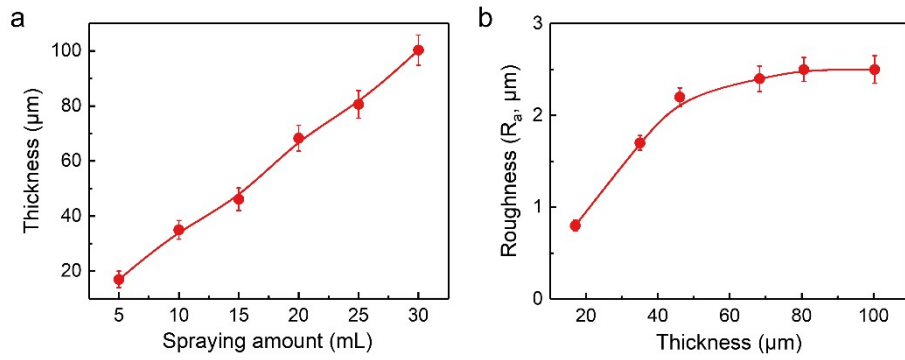 a
Thickness (μm)
100
80
60
40
20
5 10 15 20 25 30
Spraying amount (mL)
b
Roughness (Ra, μm)
3
2
1
0
20 40 60 80 100
Thickness (μm)